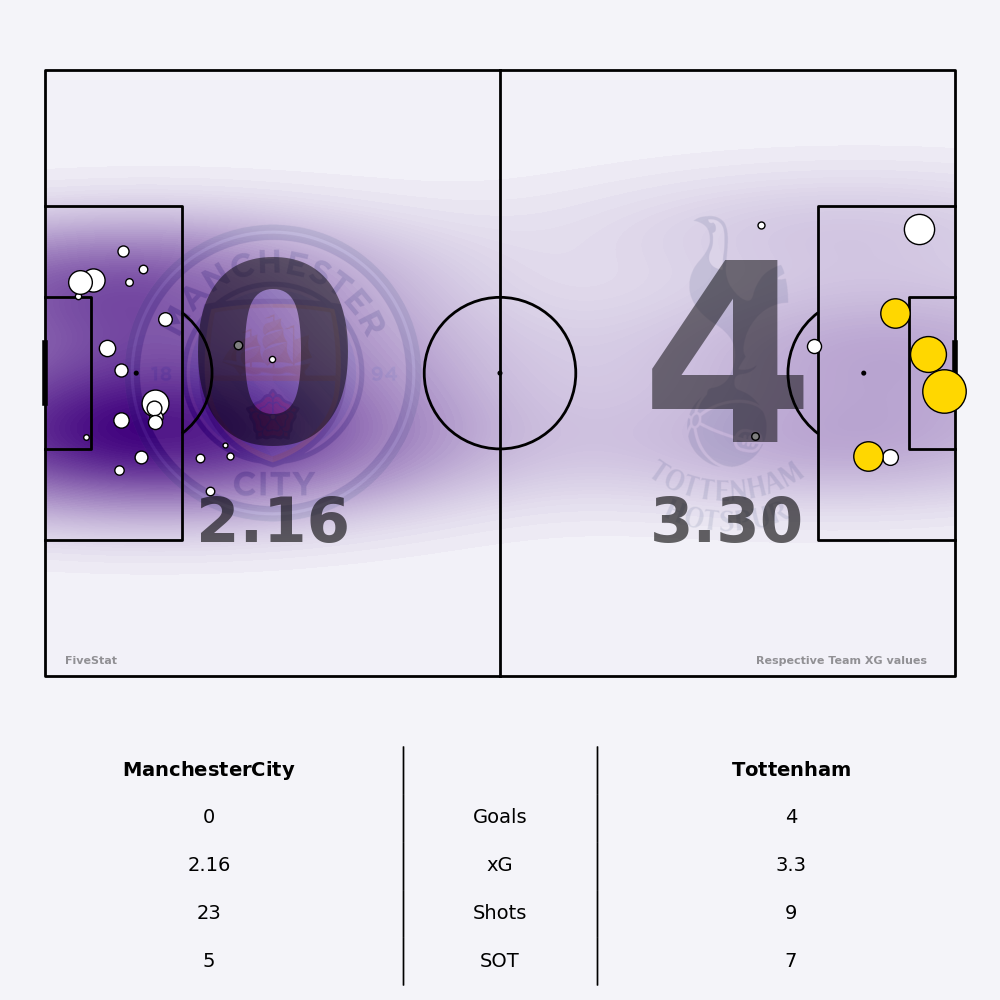 MANCHESTER
0
4
18
94
CITY
TOTTENHAM
HOTSPUR
2.16
3.30
FiveStat
Respective Team XG values
ManchesterCity
Tottenham
0
Goals
4
2.16
xG
3.3
23
Shots
9
5
SOT
7